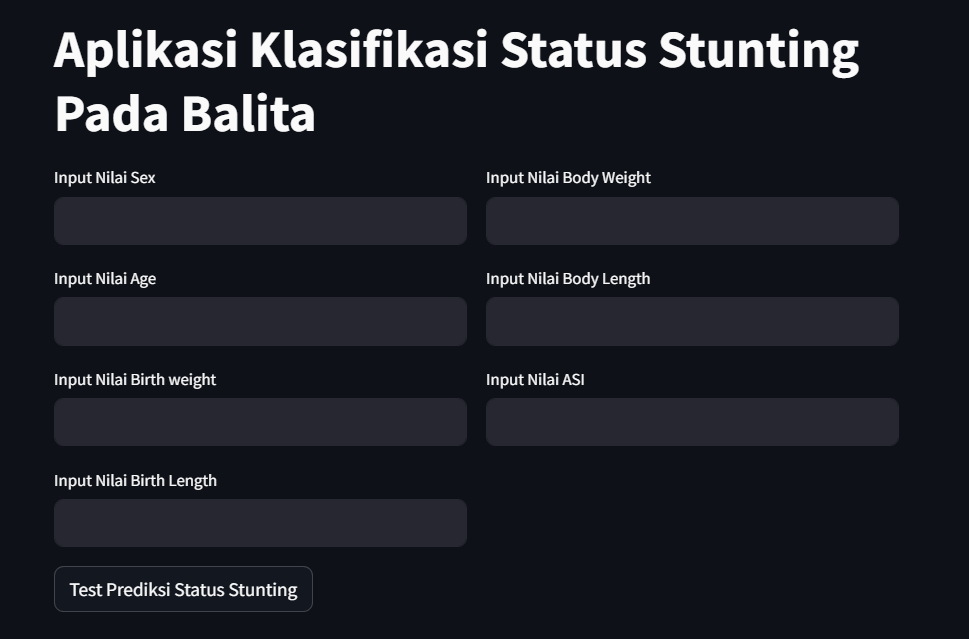 Aplikasi Klasifikasi Status Stunting
Pada Balita
Input Nilai Sex
Input Nilai Body Weight
Input Nilai Age
Input Nilai Body Length
Input Nilai Birth weight
Input Nilai ASI
Input Nilai Birth Length
Test Prediksi Status Stunting